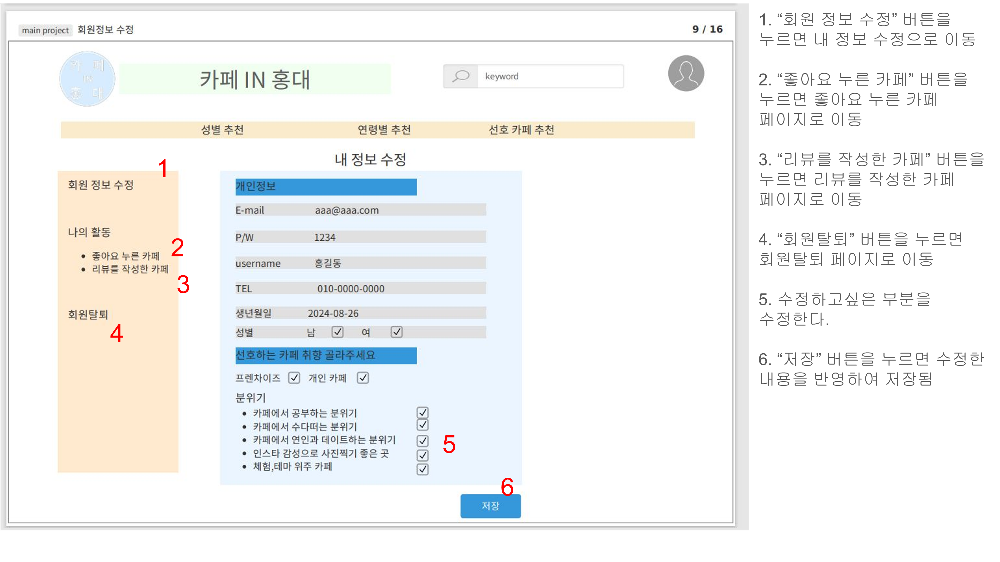 main project 회원정보 수정
9 / 16
카 페
IN
홍 대
카페 IN 홍대
keyword
성별 추천 연령별 추천 선호 카페 추천
내 정보 수정
1
회원 정보 수정
나의 활동
2
• 좋아요 누른 카페
• 리뷰를 작성한 카페
3
회원탈퇴
4
개인정보
E-mail aaa@aaa.com
P/W 1234
username 홍길동
TEL 010-0000-0000
생년월일 2024-08-26
성별 남 여
선호하는 카페 취향 골라주세요
프렌차이즈 개인 카페
분위기
• 카페에서 공부하는 분위기
• 카페에서 수다떠는 분위기
• 카페에서 연인과 데이트하는 분위기
• 인스타 감성으로 사진찍기 좋은 곳
• 체험,테마 위주 카페
5
6
저장
1. “회원 정보 수정” 버튼을
누르면 내 정보 수정으로 이동
2. “좋아요 누른 카페” 버튼을
누르면 좋아요 누른 카페
페이지로 이동
3. “리뷰를 작성한 카페” 버튼을
누르면 리뷰를 작성한 카페
페이지로 이동
4. “회원탈퇴” 버튼을 누르면
회원탈퇴 페이지로 이동
5. 수정하고싶은 부분을
수정한다.
6. “저장” 버튼을 누르면 수정한
내용을 반영하여 저장됨